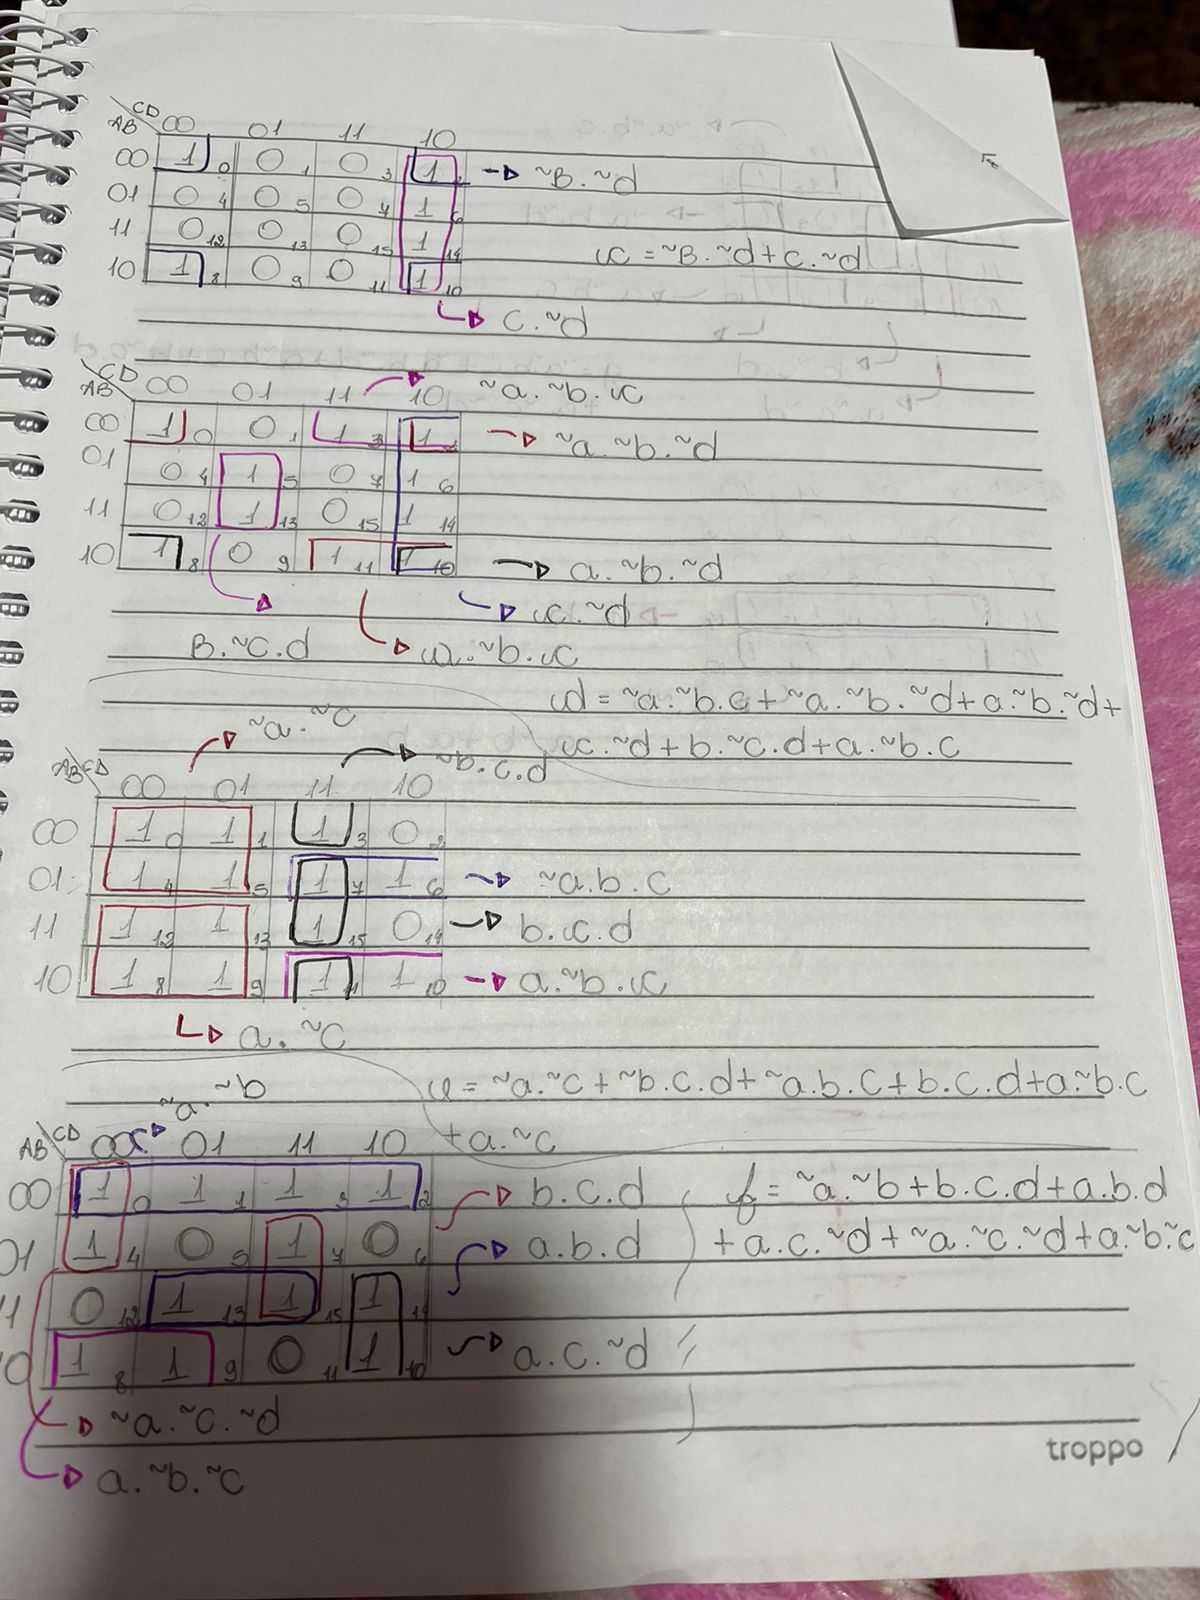 CD
AB 00 01 11 10
00 1 0 0 1 0 3 1 2 → ~B.~d
01 0 4 0 5 0 7 1 6
11 0 12 0 13 0 15 1 14 c = ~B.~d+c.~d
10 1 8 0 9 0 11 1 10
→ c.~d
CD
AB 00 01 11 10 → ~a.~b.c
00 1 0 0 1 1 3 1 2 → ~a.~b.~d
01 0 4 1 5 0 7 1 6
11 0 12 1 13 0 15 1 14
10 1 8 0 9 1 11 1 10 → a.~b.~d
→ c.~d
B.~c.d → a.~b.c
d = ~a.~b.c+~a.~b.~d+a.~b.~d+
c.~d+b.~c.d+a.~b.c
→ ~a.~c → ~b.c.d
AB CD 00 01 11 10
00 1 0 1 1 1 3 0 2
01 1 4 1 5 1 7 1 6 → ~a.b.c
11 1 12 1 13 1 15 0 14 → b.c.d
10 1 8 1 9 1 11 1 10 → a.~b.c
→ a.~c
e = ~a.~c+~b.c.d+~a.b.c+b.c.d+a.~b.c
+a.~c
~a.~b
AB CD 00 01 11 10
00 1 0 1 1 1 3 1 2 → b.c.d
01 1 4 0 5 1 7 0 6 → a.b.d
11 0 12 1 13 1 15 1 14
10 1 8 1 9 0 11 1 10 → a.c.~d
f = ~a.~b+b.c.d+a.b.d
+a.c.~d+~a.~c.~d+a.~b~c
→ ~a.~c.~d
→ a.~b.~c
troppo